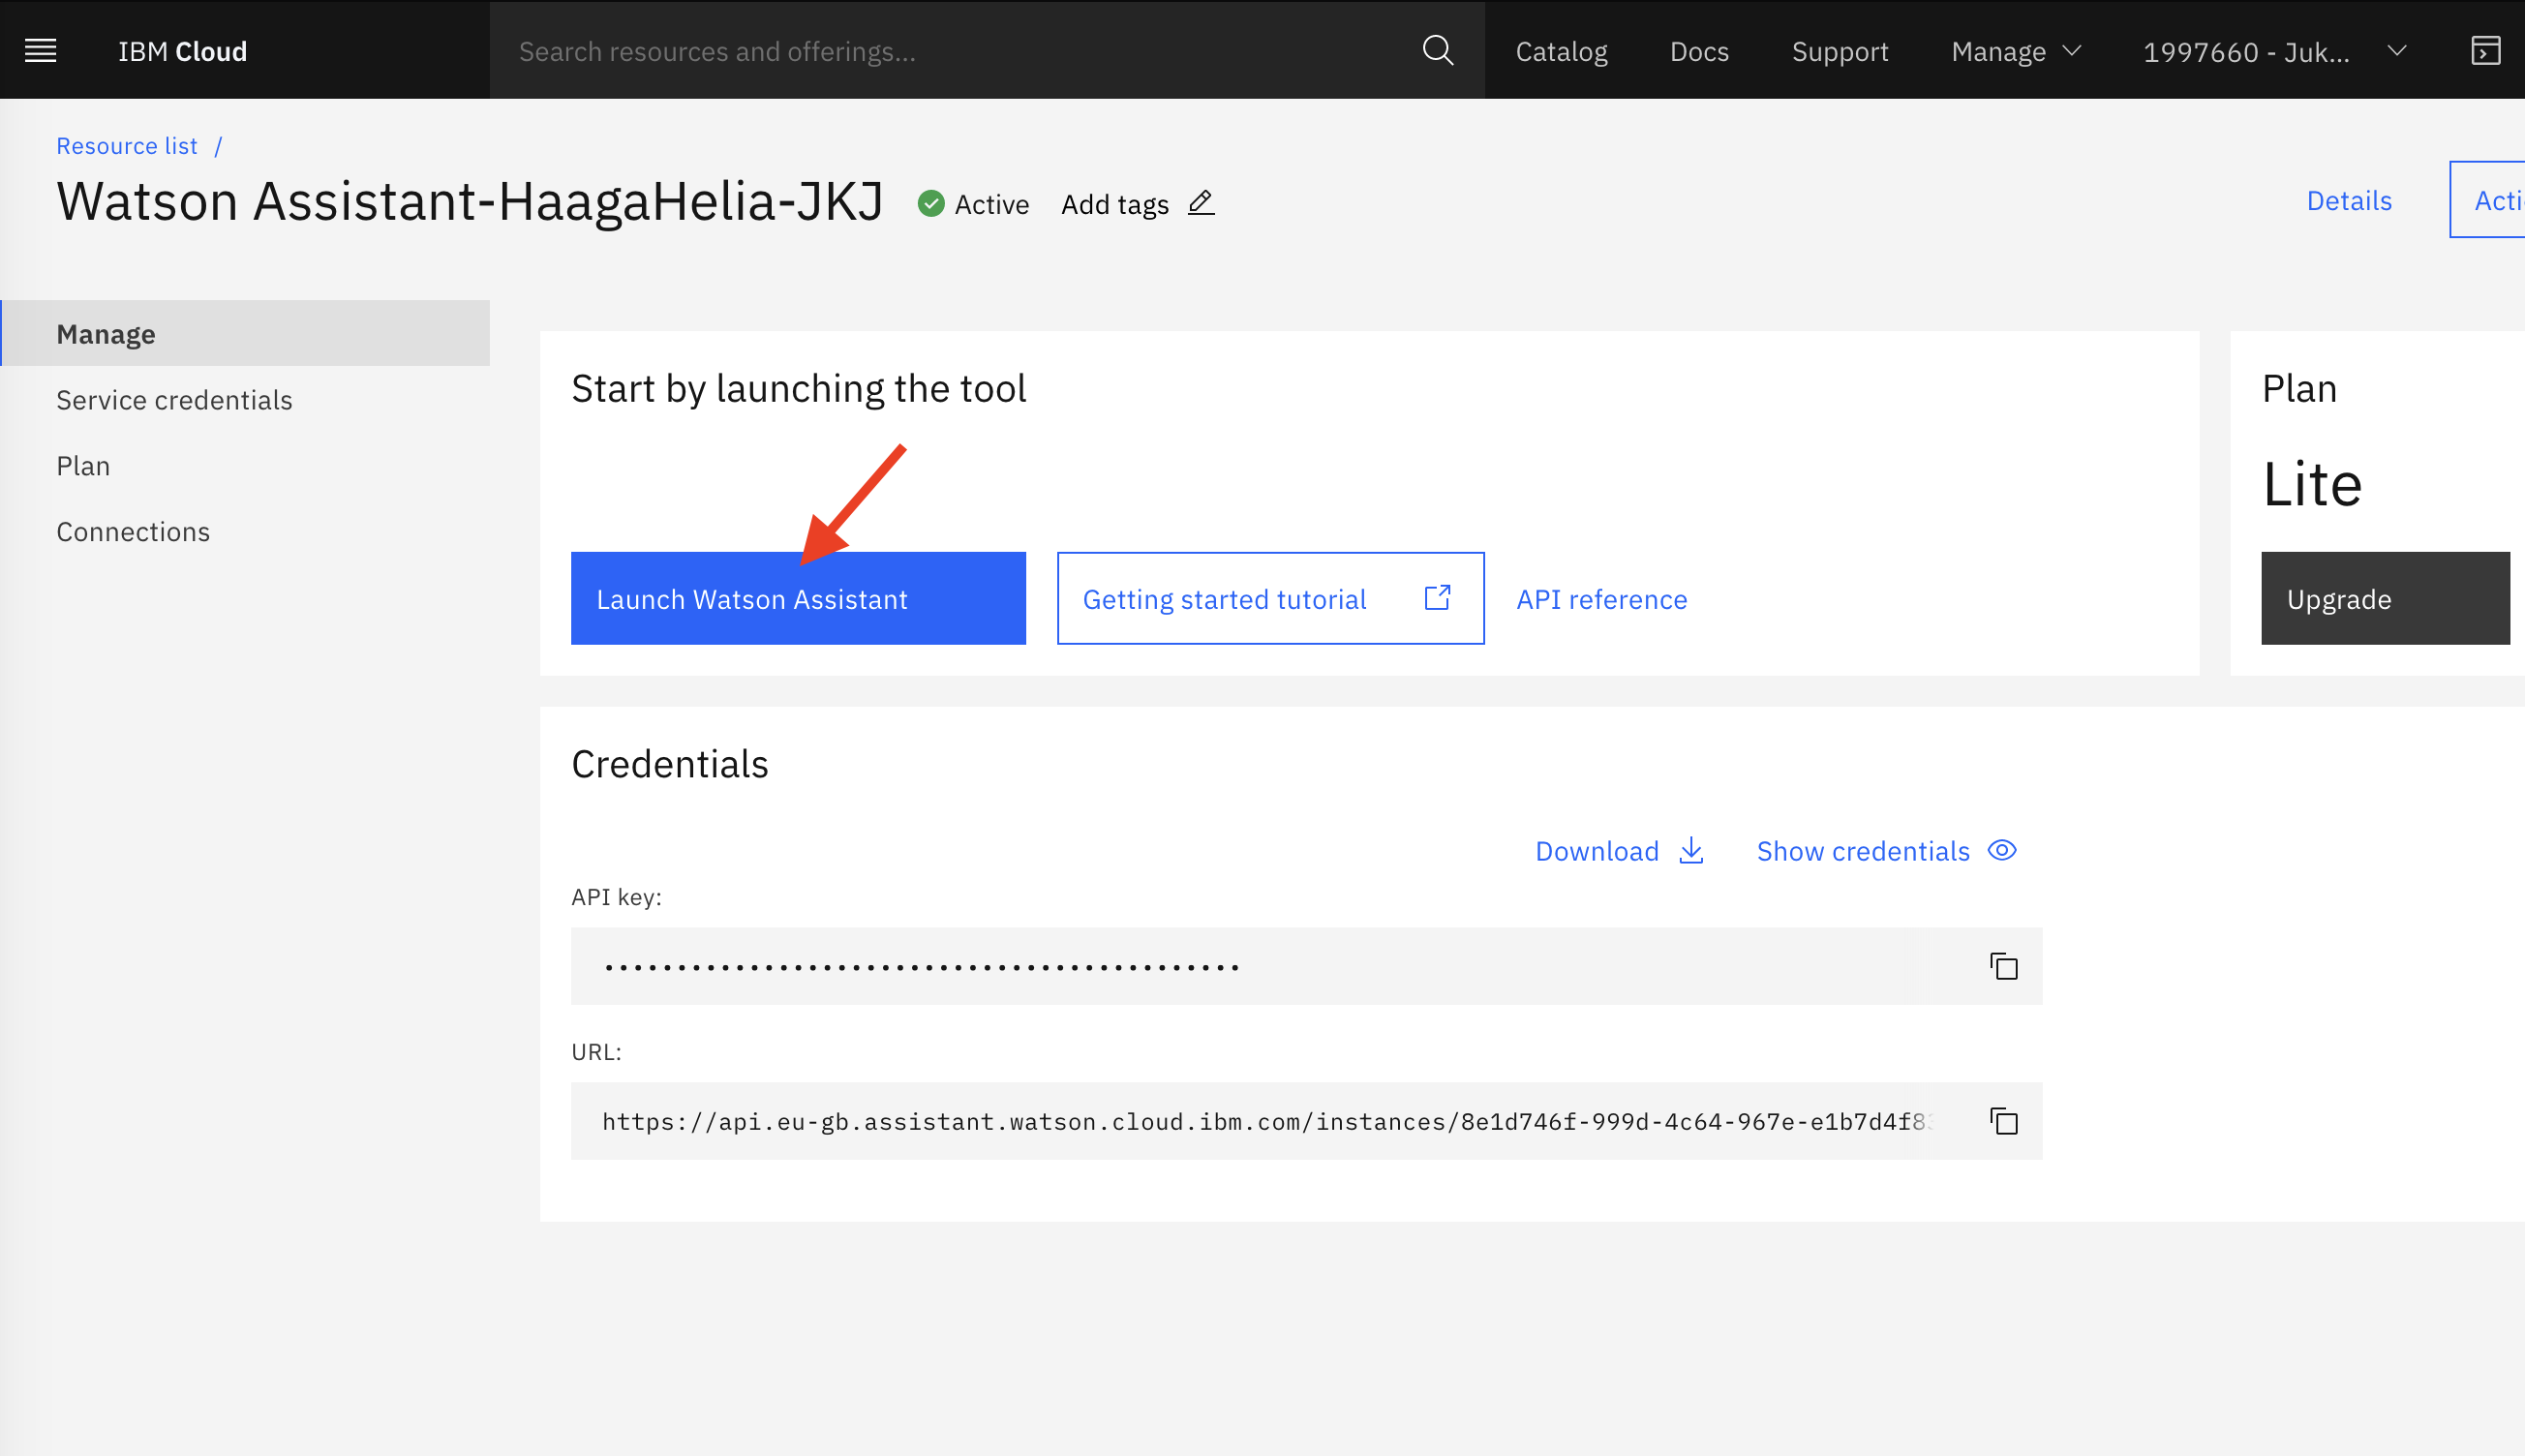 IBM Cloud
Search resources and offerings...
Catalog
Docs
Support
Manage
1997660 - Juk...
Resource list /
Watson Assistant-HaagaHelia-JKJ
Active
Add tags
Details
Acti
Manage
Service credentials
Plan
Connections
Start by launching the tool
Launch Watson Assistant
Getting started tutorial
API reference
Plan
Lite
Upgrade
Credentials
Download
Show credentials
API key:
••••••••••••••••••••••••••••••••••••••••••••
URL:
https://api.eu-gb.assistant.watson.cloud.ibm.com/instances/8e1d746f-999d-4c64-967e-e1b7d4f83